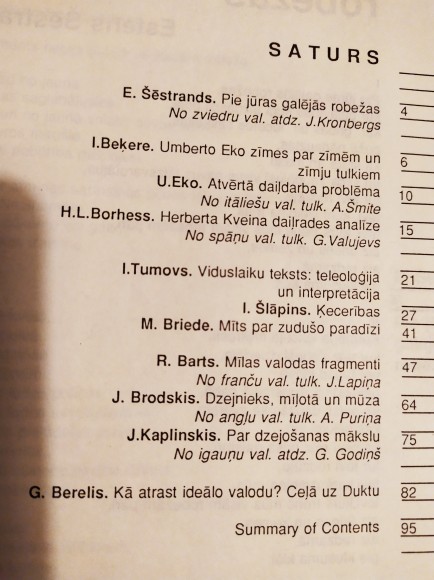 SATURS
E. Šēstrands. Pie jūras galējās robežas 4
No zviedru val. atdz. J.Kronbergs
I.Beķere. Umberto Eko zīmes par zīmēm un
zīmju tulkiem 6
U.Eko. Atvērtā daiļdarba problēma
No itāliešu val. tulk. A.Šmite 10
H.L.Borhess. Herberta Kveina daiļrades analīze 15
No spāņu val. tulk. G.Valujevs
I.Tumovs. Viduslaiku teksts: teleoloģija 21
un interpretācija
I. Šlāpins. Ķecerības 27
M. Briede. Mīts par zudušo paradīzi 41
R. Barts. Mīlas valodas fragmenti 47
No franču val. tulk. J.Lapiņa
J. Brodskis. Dzejnieks, mīļotā un mūza 64
No angļu val. tulk. A. Puriņa
J.Kaplinskis. Par dzejošanas mākslu 75
No igauņu val. atdz. G. Godiņš
G. Berelis. Kā atrast ideālo valodu? Ceļā uz Duktu 82
Summary of Contents 95